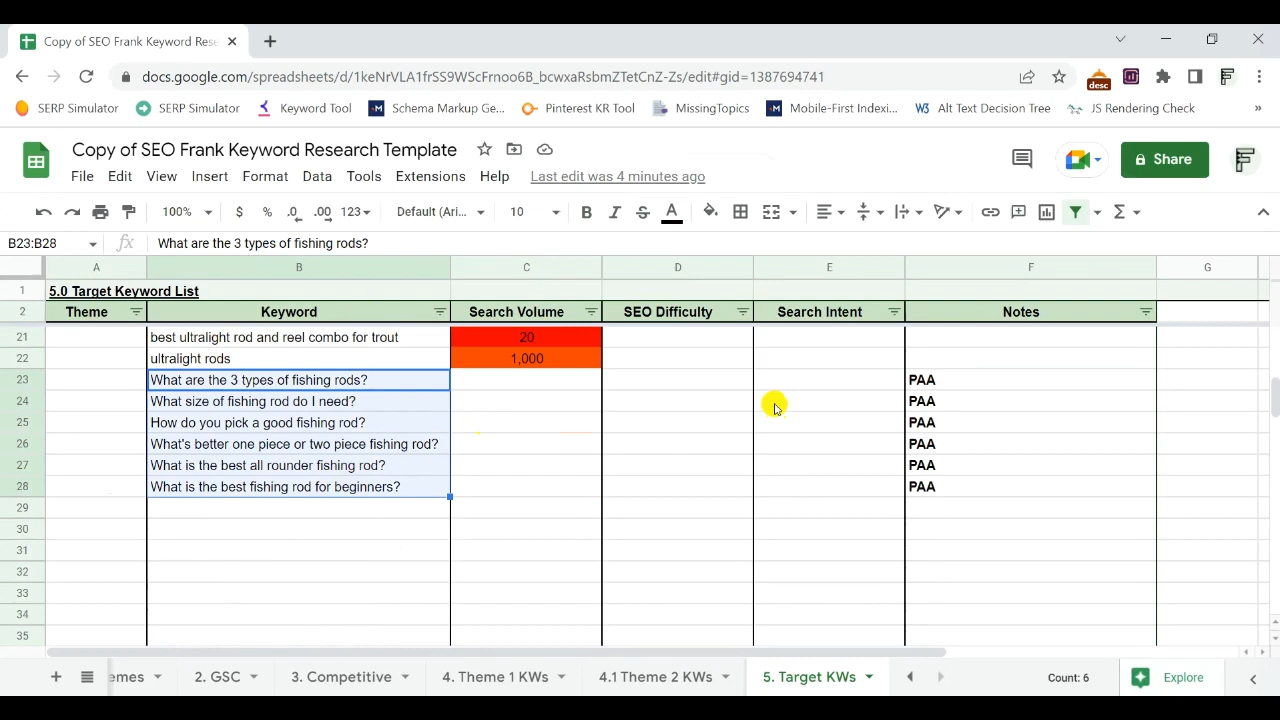 Copy of SEO Frank Keyword Rese
docs.google.com/spreadsheets/d/1keNrVLA1frSS9WScFrnoo6B_bcwxaRsbmZTetCnZ-Zs/edit#gid=1387694741
desc
SERP Simulator SERP Simulator Keyword Tool Schema Markup Ge... Pinterest KR Tool MissingTopics Mobile-First Indexi... Alt Text Decision Tree JS Rendering Check »
Copy of SEO Frank Keyword Research Template
Share
File Edit View Insert Format Data Tools Extensions Help Last edit was 4 minutes ago
100% $ % .0 .00 123 Default (Ari... 10 B I S A
B23:B28 fx What are the 3 types of fishing rods?
A B C D E F G
1 5.0 Target Keyword List
2 Theme Keyword Search Volume SEO Difficulty Search Intent Notes
21 best ultralight rod and reel combo for trout 20
22 ultralight rods 1,000
23 What are the 3 types of fishing rods? PAA
24 What size of fishing rod do I need? PAA
25 How do you pick a good fishing rod? PAA
26 What's better one piece or two piece fishing rod? PAA
27 What is the best all rounder fishing rod? PAA
28 What is the best fishing rod for beginners? PAA
29
30
31
32
33
34
35
emes 2. GSC 3. Competitive 4. Theme 1 KWs 4.1 Theme 2 KWs 5. Target KWs Count: 6 Explore